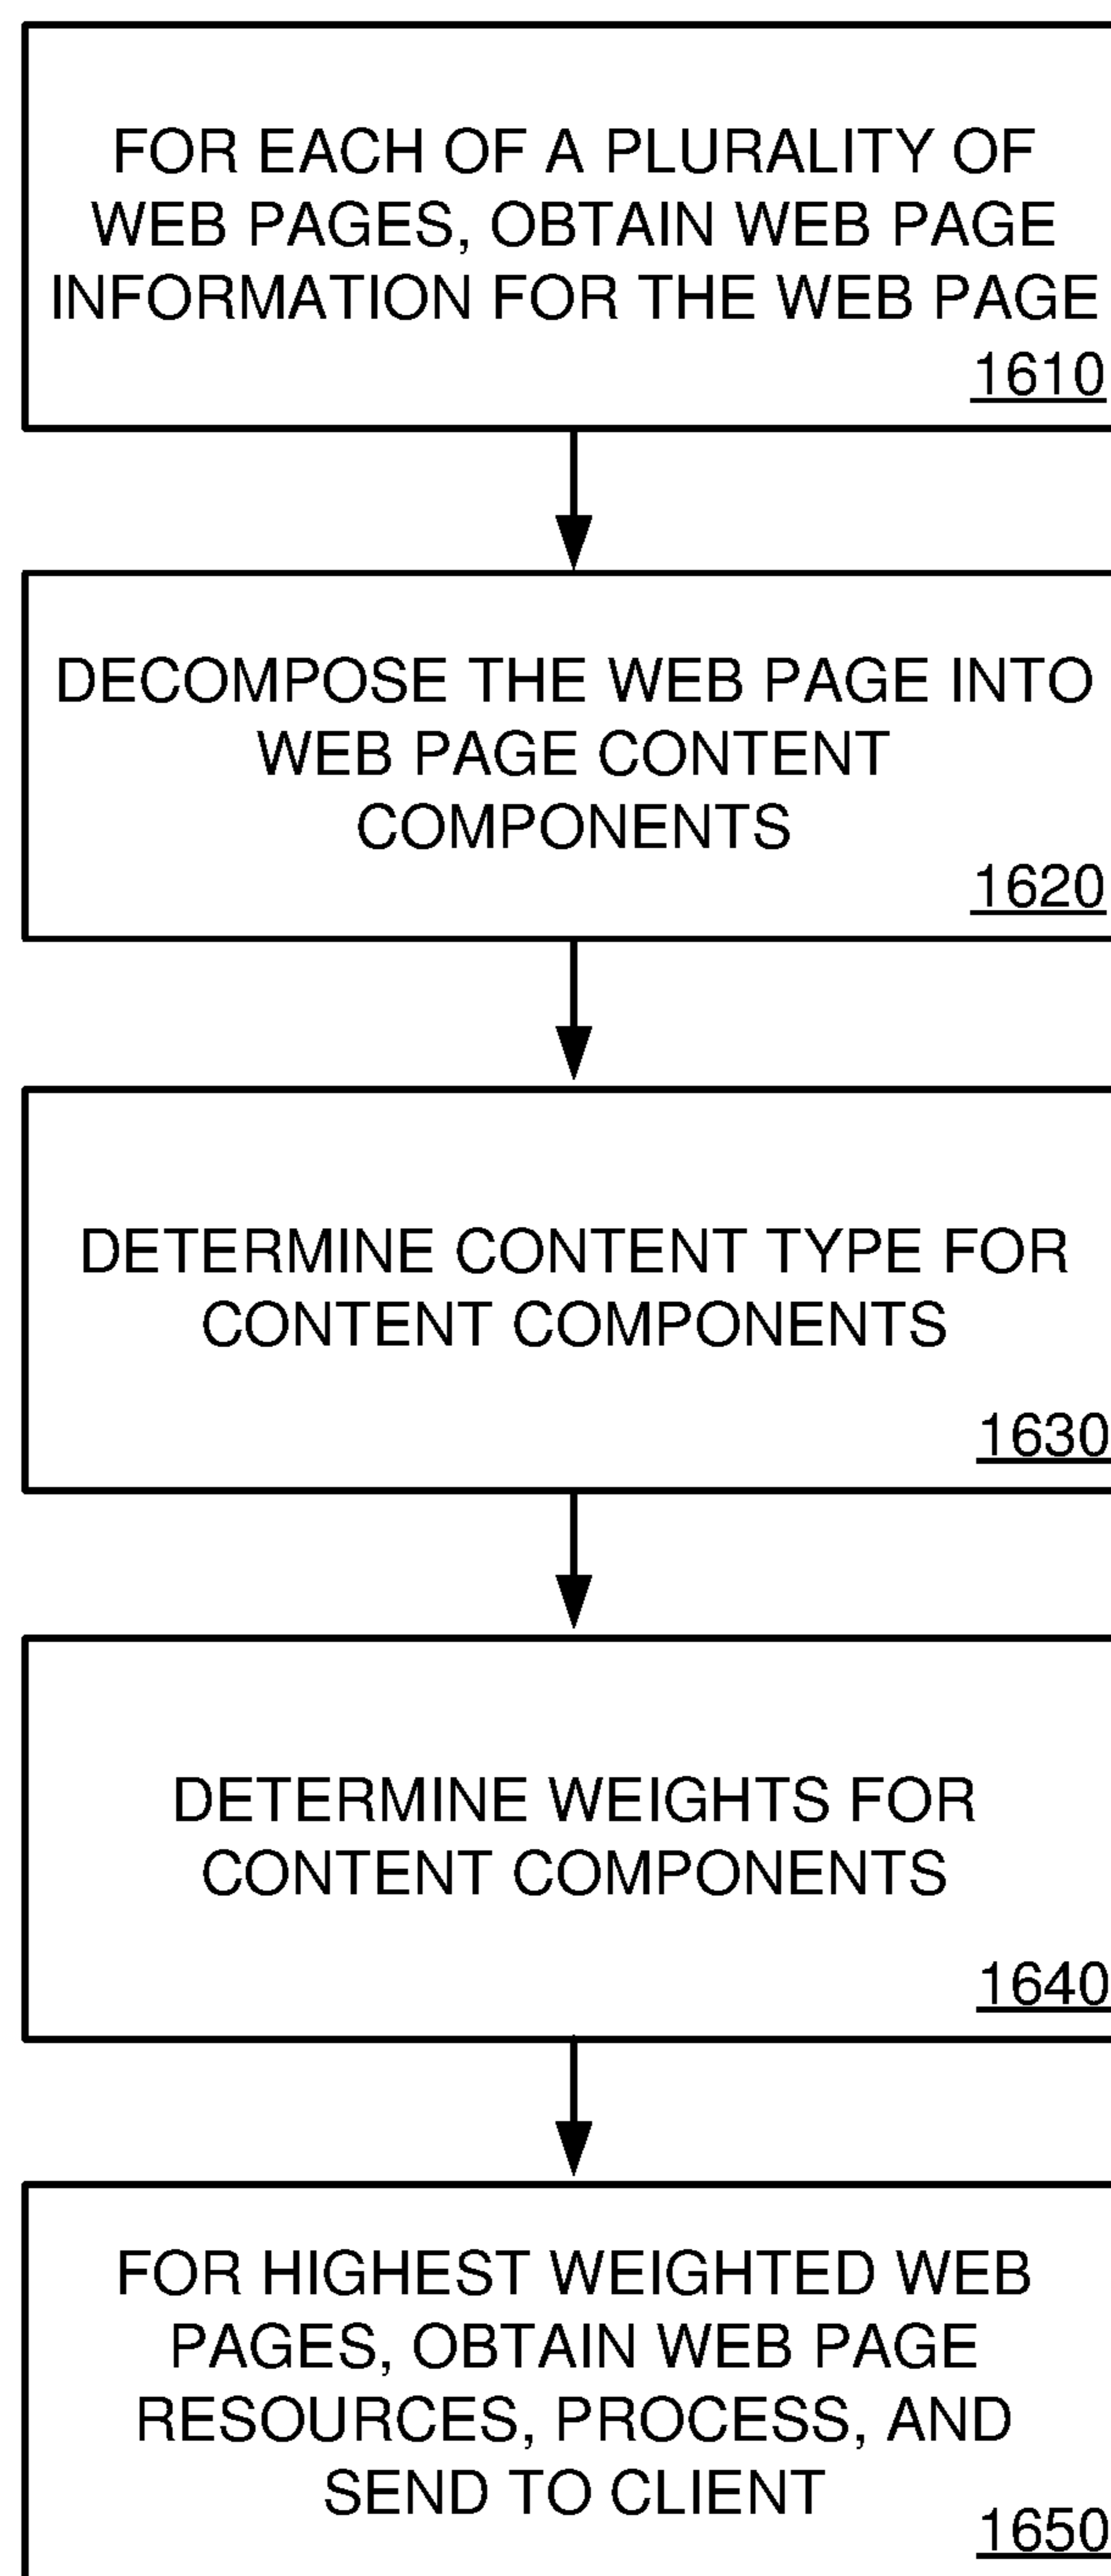 FOR EACH OF A PLURALITY OF
WEB PAGES, OBTAIN WEB PAGE
INFORMATION FOR THE WEB PAGE
1610
DECOMPOSE THE WEB PAGE INTO
WEB PAGE CONTENT
COMPONENTS
1620
DETERMINE CONTENT TYPE FOR
CONTENT COMPONENTS
1630
DETERMINE WEIGHTS FOR
CONTENT COMPONENTS
1640
FOR HIGHEST WEIGHTED WEB
PAGES, OBTAIN WEB PAGE
RESOURCES, PROCESS, AND
SEND TO CLIENT
1650